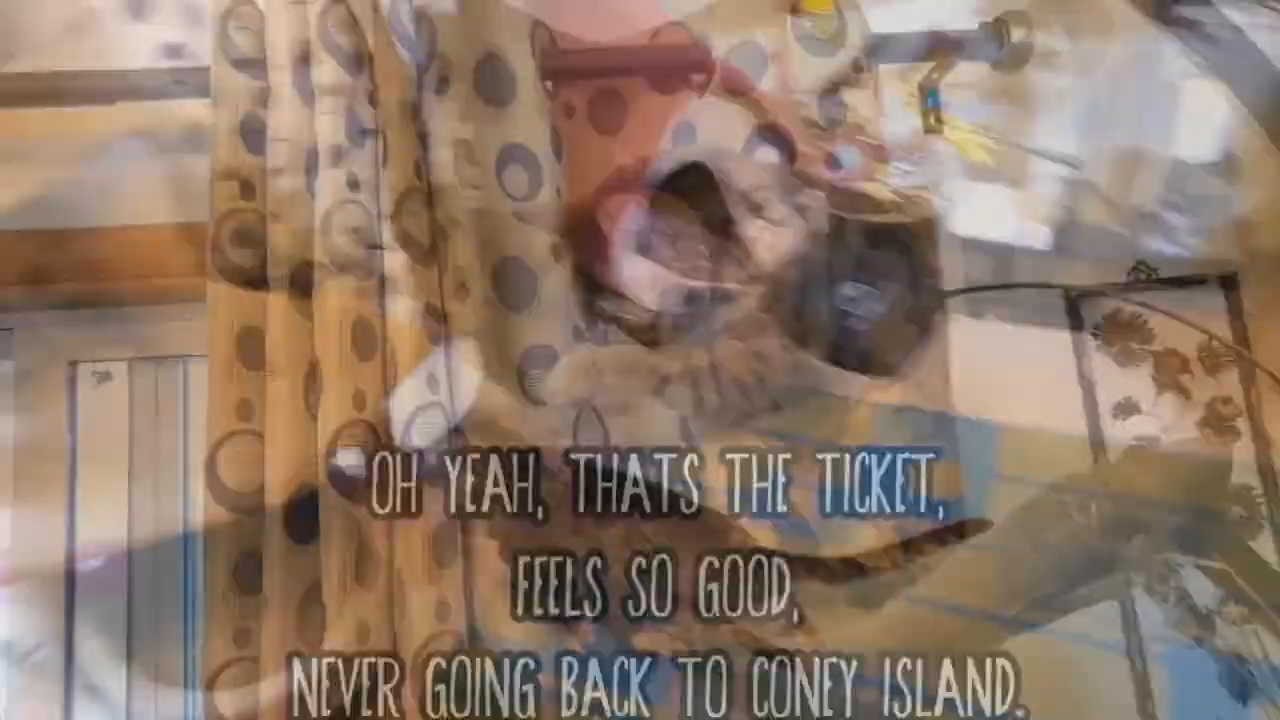 OH YEAH, THATS THE TICKET,
FEELS SO GOOD,
NEVER GOING BACK TO CONEY ISLAND.